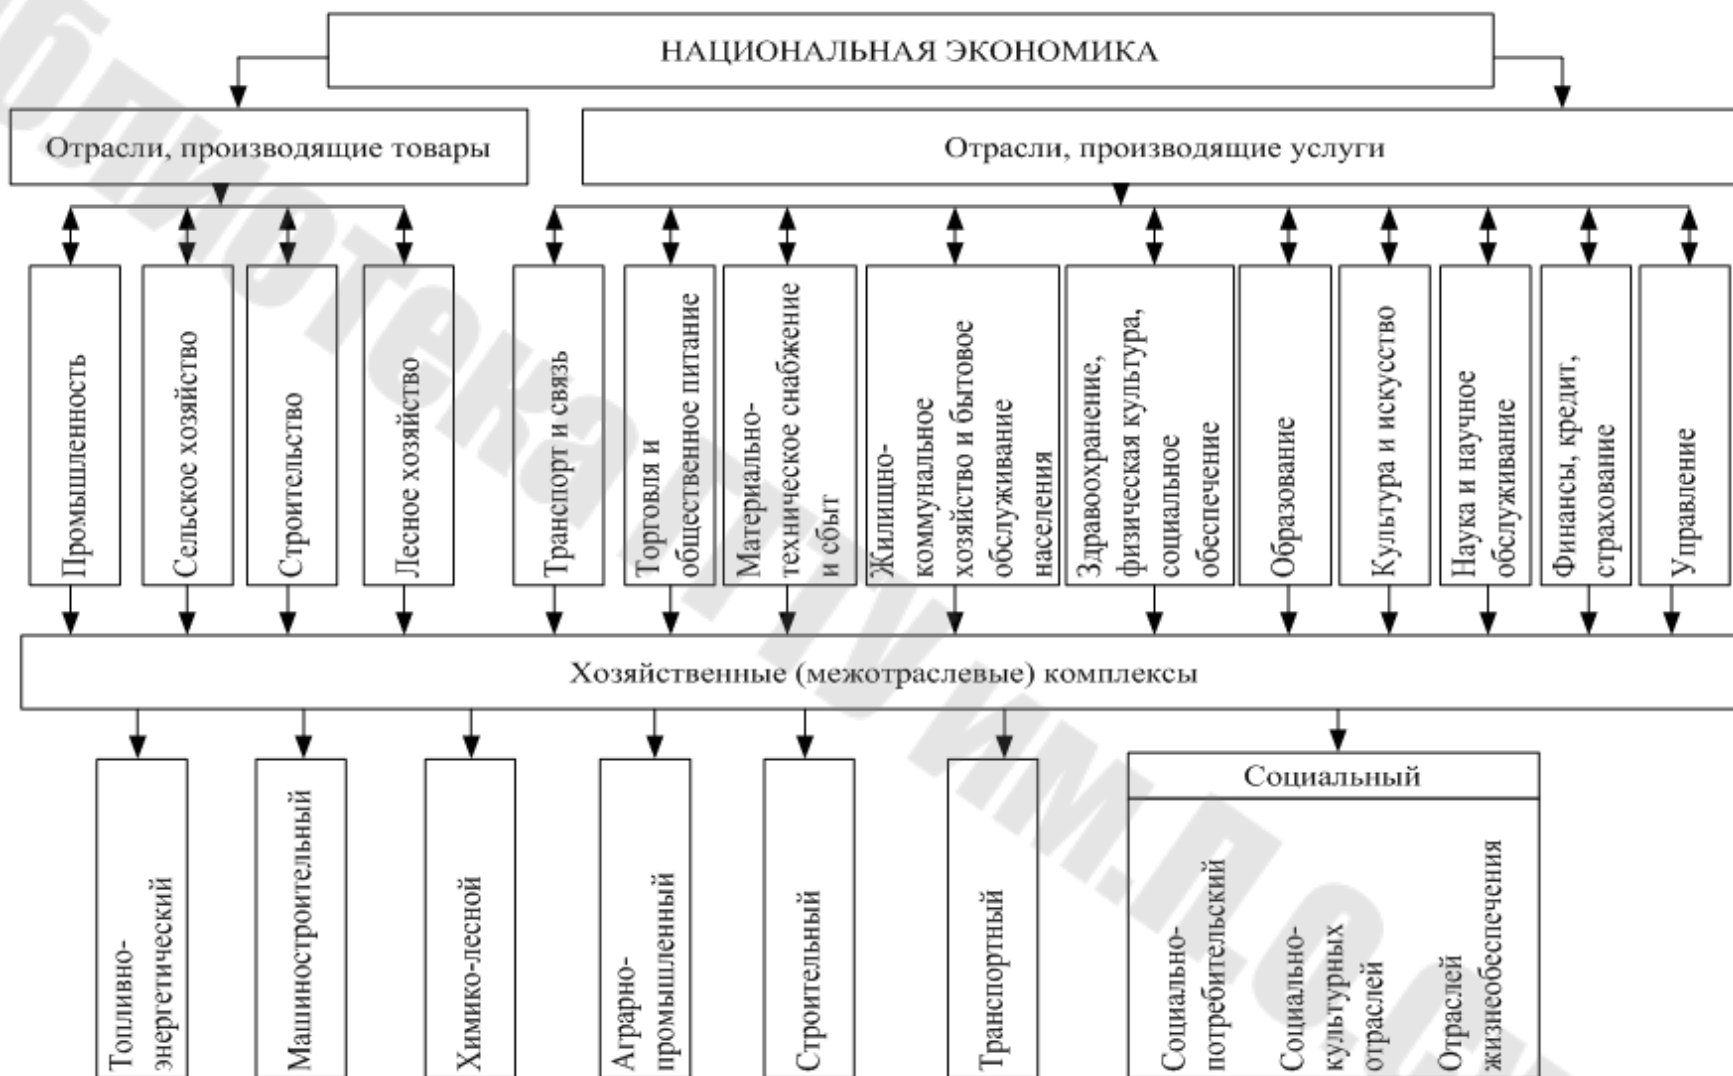 НАЦИОНАЛЬНАЯ ЭКОНОМИКА
Отрасли, производящие товары
Отрасли, производящие услуги
Промышленность
Сельское хозяйство
Строительство
Лесное хозяйство
Транспорт и связь
Торговля и
общественное питание
Материально-
техническое снабжение
и сбыт
Жилищно-
коммунальное
хозяйство и бытовое
обслуживание
населения
Здравоохранение,
физическая культура,
социальное
обеспечение
Образование
Культура и искуство
Наука и научное
обслуживание
Финансы, кредит,
страхование
Управление
Хозяйственные (межотраслевые) комплексы
Топливно-
энергетический
Машиностроительный
Химико-лесной
Аграрно-
промышленный
Строительный
Транспортный
Социальный
Социально-
потребительский
Социально-
культурных
отраслей
Отраслей
жизнеобеспечения